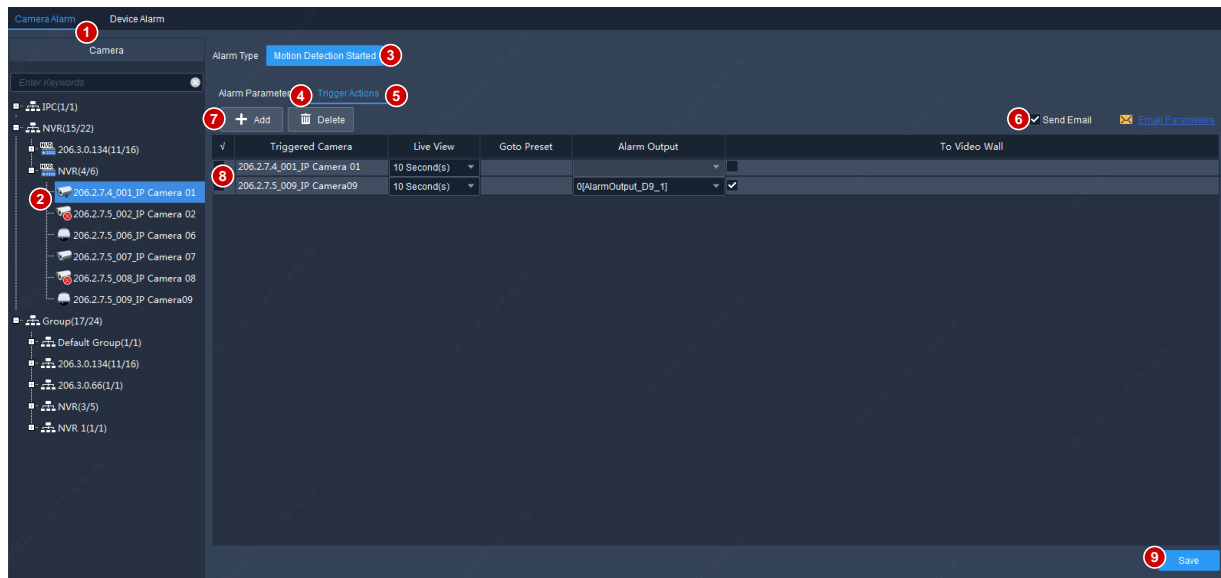 Camera Alarm Device Alarm
1
Camera
Enter Keywords
IPC(1/1)
NVR(15/22)
206.3.0.134(11/16)
NVR(4/6)
2
206.2.7.4_001_IP Camera 01
206.2.7.5_002_IP Camera 02
206.2.7.5_006_IP Camera 06
206.2.7.5_007_IP Camera 07
206.2.7.5_008_IP Camera 08
206.2.7.5_009_IP Camera09
Group(17/24)
Default Group(1/1)
206.3.0.134(11/16)
206.3.0.66(1/1)
NVR(3/5)
NVR 1(1/1)
Alarm Type Motion Detection Started 3
Alarm Parameter 4 Trigger Actions 5
7 + Add Delete 6 Send Email Email Parameters
√ Triggered Camera Live View Goto Preset Alarm Output To Video Wall
206.2.7.4_001_IP Camera 01 10 Second(s)
8
206.2.7.5_009_IP Camera09 10 Second(s) 0[AlarmOutput_D9_1]
9 Save